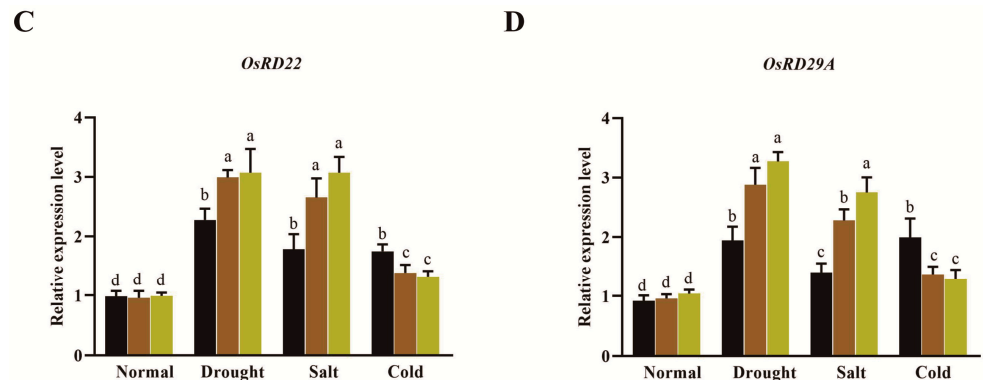 C
OsRD22
Relative expression level
4
3
2
1
0
d d d
b a a
b a a
b c c
Normal Drought Salt Cold
D
OsRD29A
Relative expression level
4
3
2
1
0
d d d
b a a
c b a
b c c
Normal Drought Salt Cold